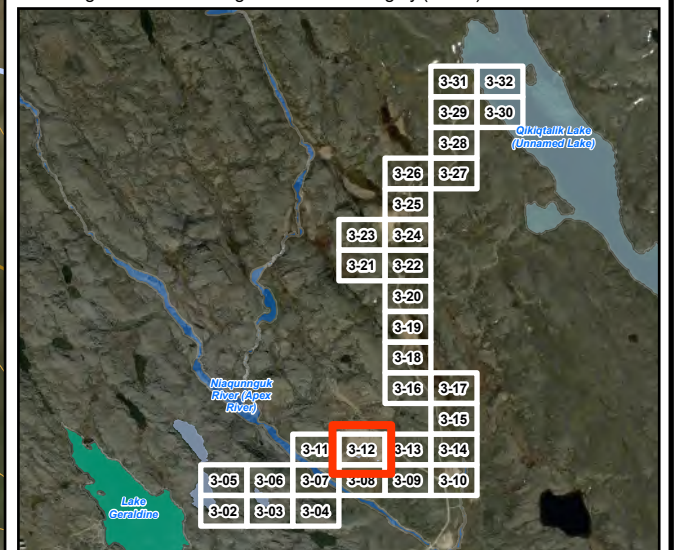 3-31 3-32
3-29 3-30
Qikiqtalik Lake
(Unnamed Lake)
3-28
3-26 3-27
3-25
3-23 3-24
3-21 3-22
3-20
3-19
3-18
3-16 3-17
Niaqunnguk
River (Apex
River)
3-15
3-11 3-12 3-13 3-14
3-05 3-06 3-07 3-08 3-09 3-10
3-02 3-03 3-04
Lake
Geraldine